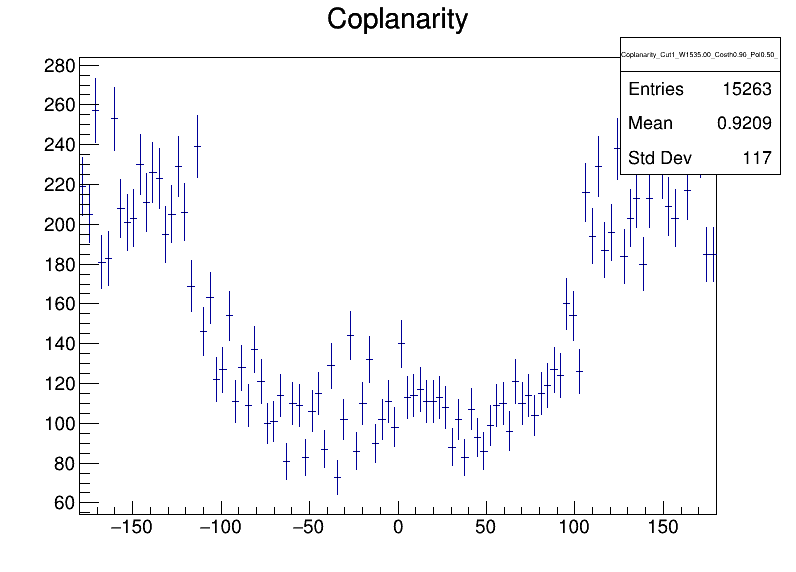 Coplanarity
Coplanarity_Cut1_W1535.00_Costh0.90_Pol0.50_
Entries 15263
Mean 0.9209
Std Dev 117
280
260
240
220
200
180
160
140
120
100
80
60
−150 −100 −50 0 50 100 150